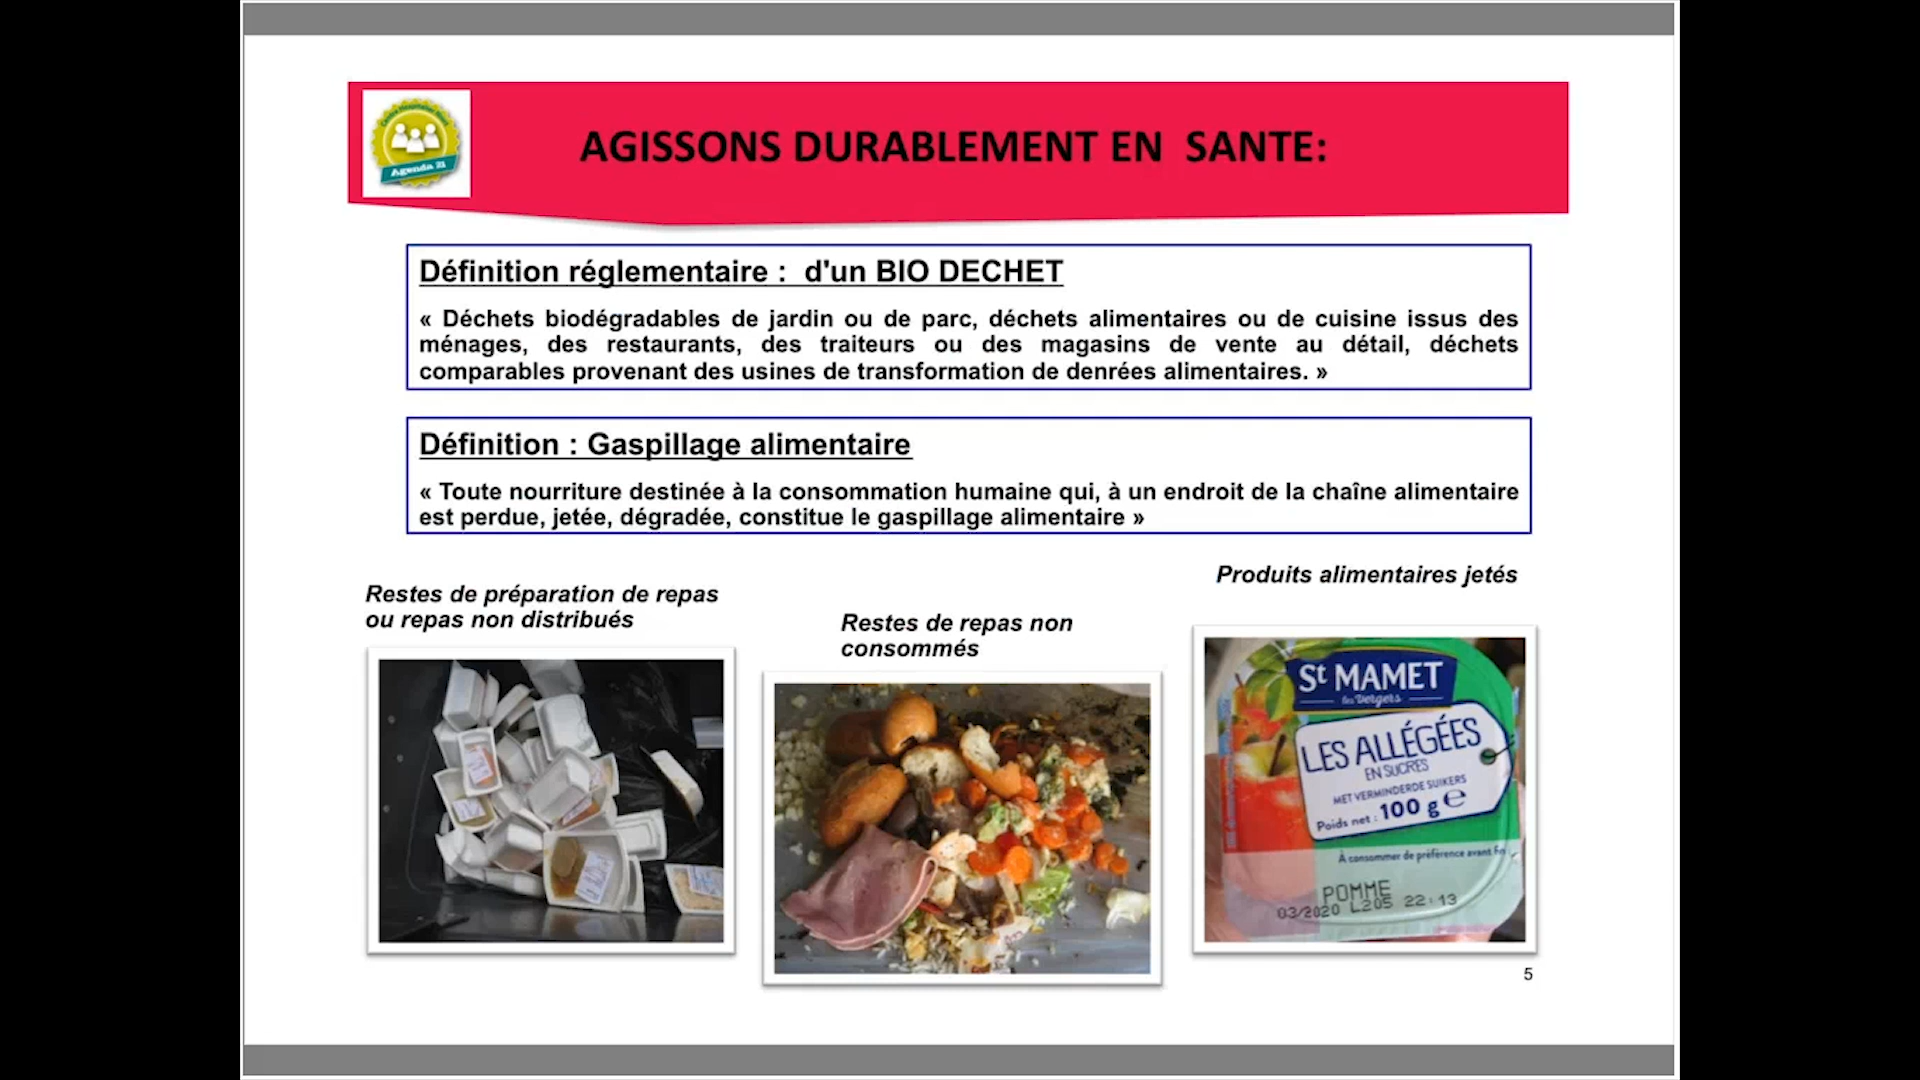 Agenda 21
AGISSONS DURABLEMENT EN SANTE:
Définition réglementaire : d'un BIO DECHET
« Déchets biodégradables de jardin ou de parc, déchets alimentaires ou de cuisine issus des
ménages, des restaurants, des traiteurs ou des magasins de vente au détail, déchets
comparables provenant des usines de transformation de denrées alimentaires. »
Définition : Gaspillage alimentaire
« Toute nourriture destinée à la consommation humaine qui, à un endroit de la chaîne alimentaire
est perdue, jetée, dégradée, constitue le gaspillage alimentaire »
Restes de préparation de repas
ou repas non distribués
Restes de repas non
consommés
Produits alimentaires jetés
St MAMET
les Vergers
LES ALLÉGÉES
EN SUCRES
MET VERMINDERDE SUIKERS
Poids net : 100 g e
À consommer de préférence avant fin
POMME
03/2020 L205 22:13
5